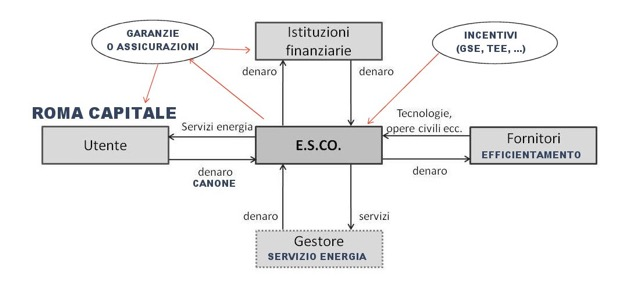 GARANZIE
O ASSICURAZIONI
Istituzioni
finanziarie
INCENTIVI
(GSE, TEE, ...)
denaro
denaro
ROMA CAPITALE
Servizi energia
Tecnologie,
opere civili ecc.
Utente
E.S.CO.
Fornitori
EFFICIENTAMENTO
denaro
CANONE
denaro
denaro
servizi
Gestore
SERVIZIO ENERGIA